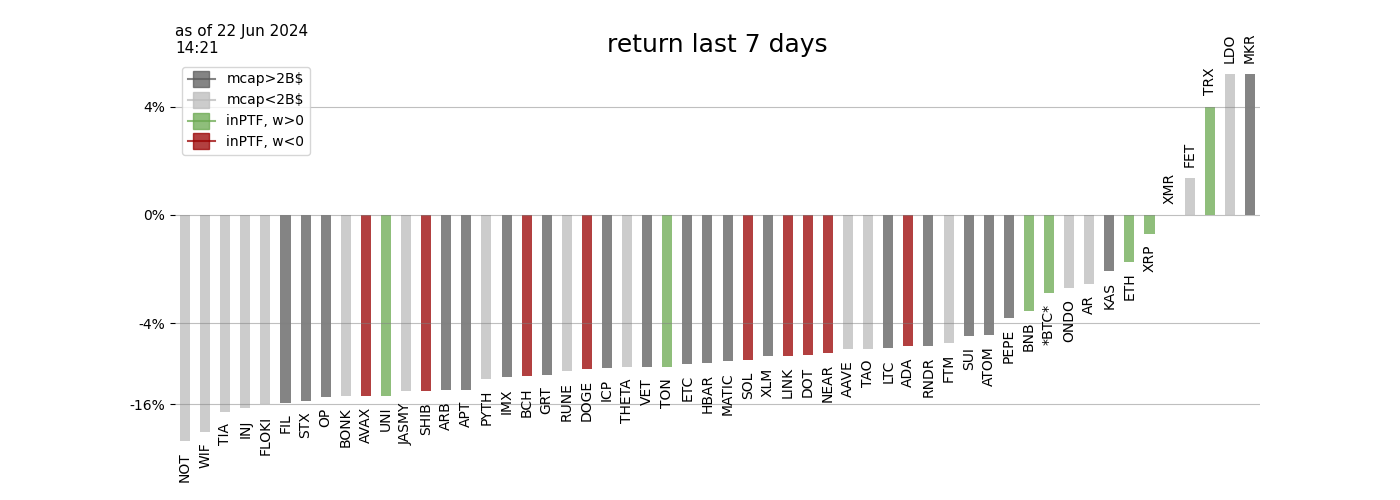 as of 22 Jun 2024
14:21
return last 7 days
mcap>2B$
mcap<2B$
inPTF, w>0
inPTF, w<0
4%
0%
-4%
-16%
NOT
WIF
TIA
INJ
FLOKI
FIL
STX
OP
BONK
AVAX
UNI
JASMY
SHIB
ARB
APT
PYTH
IMX
BCH
GRT
RUNE
DOGE
ICP
THETA
VET
TON
ETC
HBAR
MATIC
SOL
XLM
LINK
DOT
NEAR
AAVE
TAO
LTC
ADA
RNDR
FTM
SUI
ATOM
PEPE
BNB
*BTC*
ONDO
AR
KAS
ETH
XRP
XMR
FET
TRX
LDO
MKR